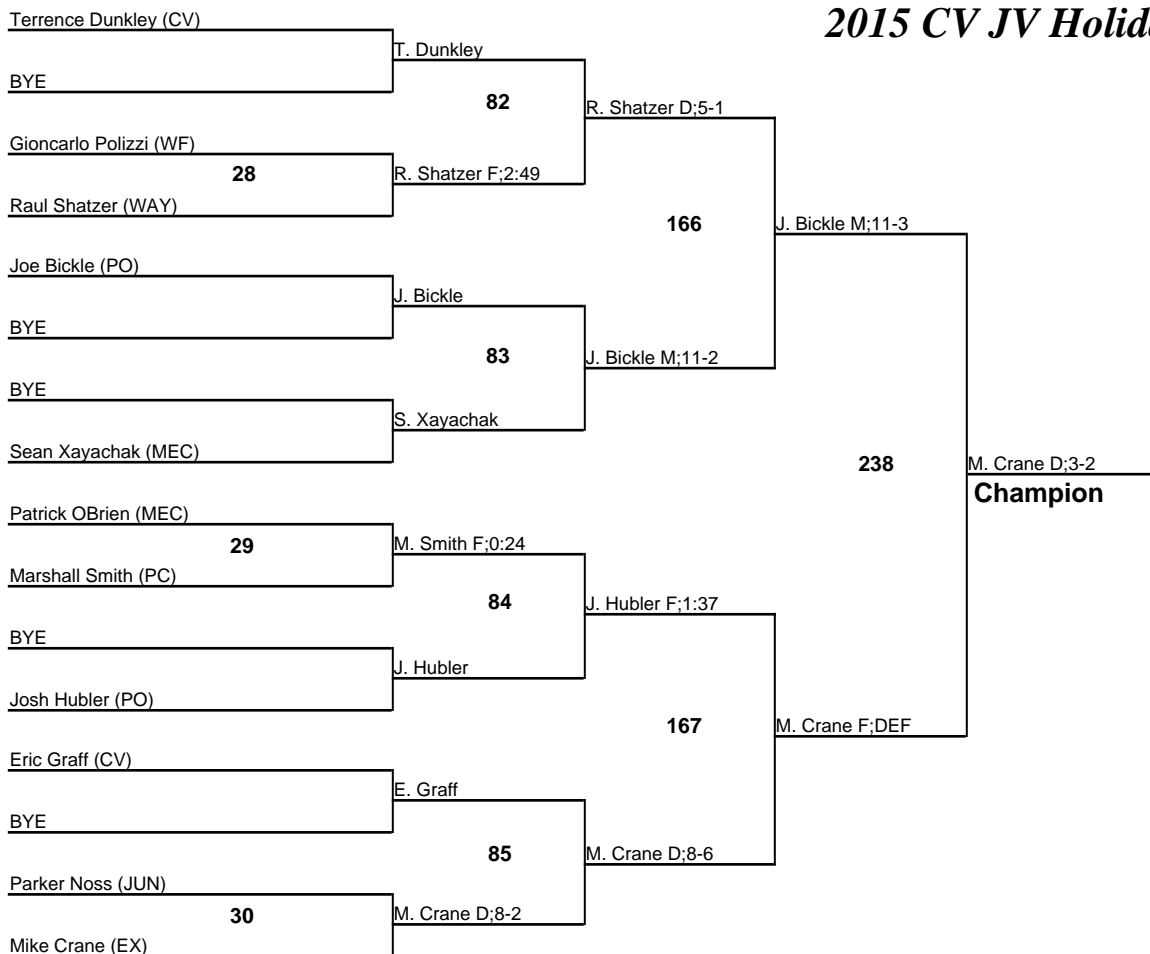 2015 CV JV Holid
Terrence Dunkley (CV)
T. Dunkley
BYE
82
R. Shatzer D;5-1
Gioncarlo Polizzi (WF)
28
R. Shatzer F;2:49
Raul Shatzer (WAY)
166
J. Bickle M;11-3
Joe Bickle (PO)
J. Bickle
BYE
83
J. Bickle M;11-2
BYE
S. Xayachak
Sean Xayachak (MEC)
238
M. Crane D;3-2
Champion
Patrick OBrien (MEC)
29
M. Smith F;0:24
Marshall Smith (PC)
84
J. Hubler F;1:37
BYE
J. Hubler
Josh Hubler (PO)
167
M. Crane F;DEF
Eric Graff (CV)
E. Graff
BYE
85
M. Crane D;8-6
Parker Noss (JUN)
30
M. Crane D;8-2
Mike Crane (EX)